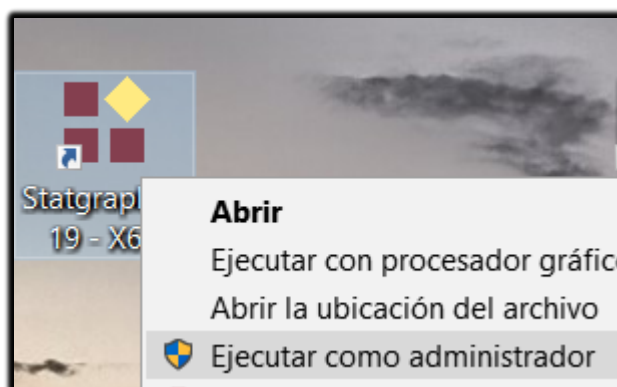 Statgrap
19 - X6
Abrir
Ejecutar con procesador gráfic
Abrir la ubicación del archivo
Ejecutar como administrador